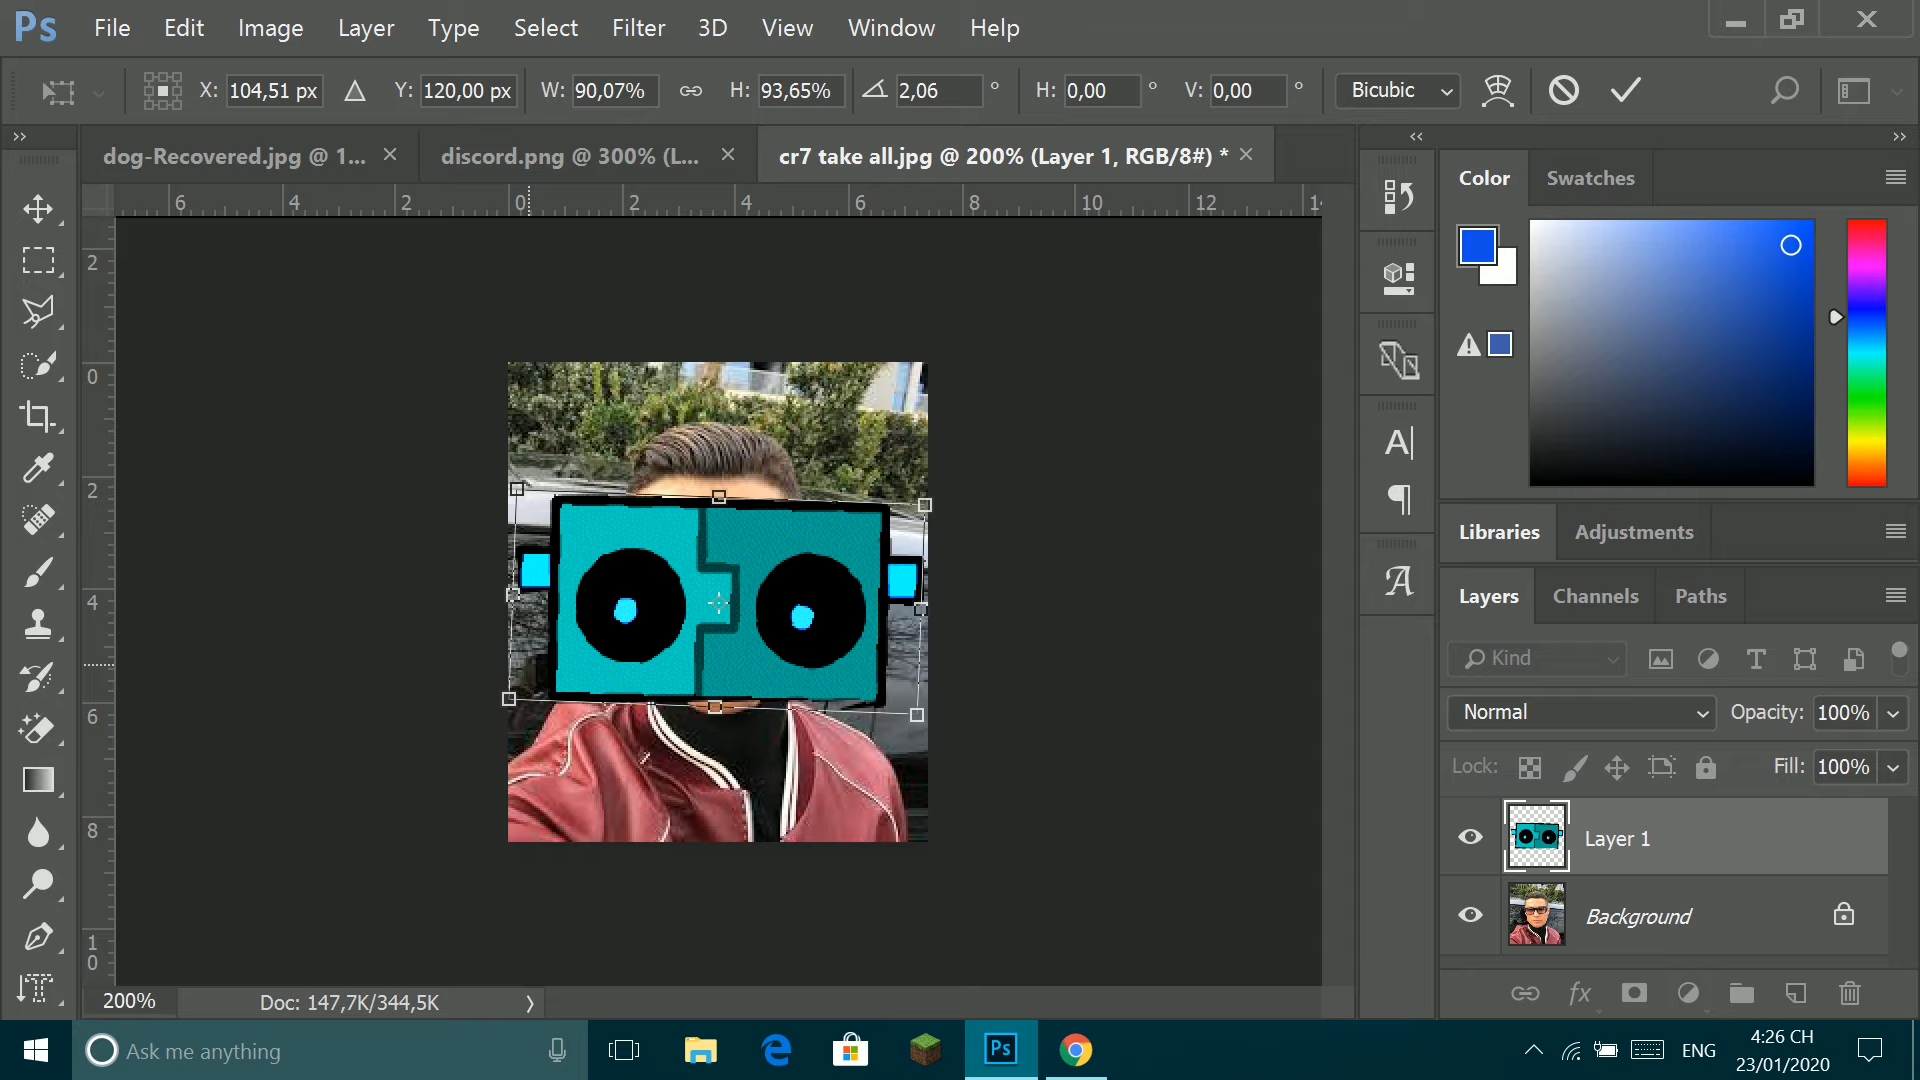 Ps File Edit Image Layer Type Select Filter 3D View Window Help
X: 104,51 px Y: 120,00 px W: 90,07% H: 93,65% 2,06 ° H: 0,00 ° V: 0,00 ° Bicubic
dog-Recovered.jpg @ 1... discord.png @ 300% (L... cr7 take all.jpg @ 200% (Layer 1, RGB/8#) *
6 4 2 0 2 4 6 8 10 12 14
2
0
2
4
6
8
1
0
A|
A
Color Swatches
Libraries Adjustments
Layers Channels Paths
Kind
Normal Opacity: 100%
Lock: Fill: 100%
Layer 1
Background
fx
200% Doc: 147,7K/344,5K
Ask me anything
Ps
ENG
4:26 CH
23/01/2020